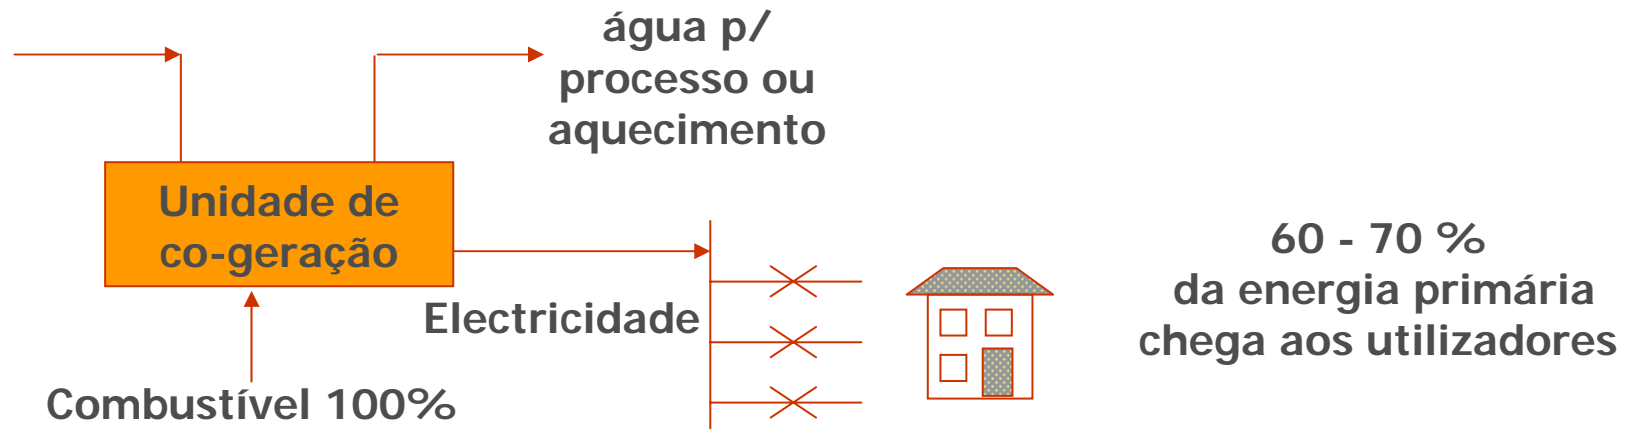 água p/
processo ou
aquecimento
Unidade de
co-geração
Electricidade
Combustível 100%
60 - 70 %
da energia primária
chega aos utilizadores